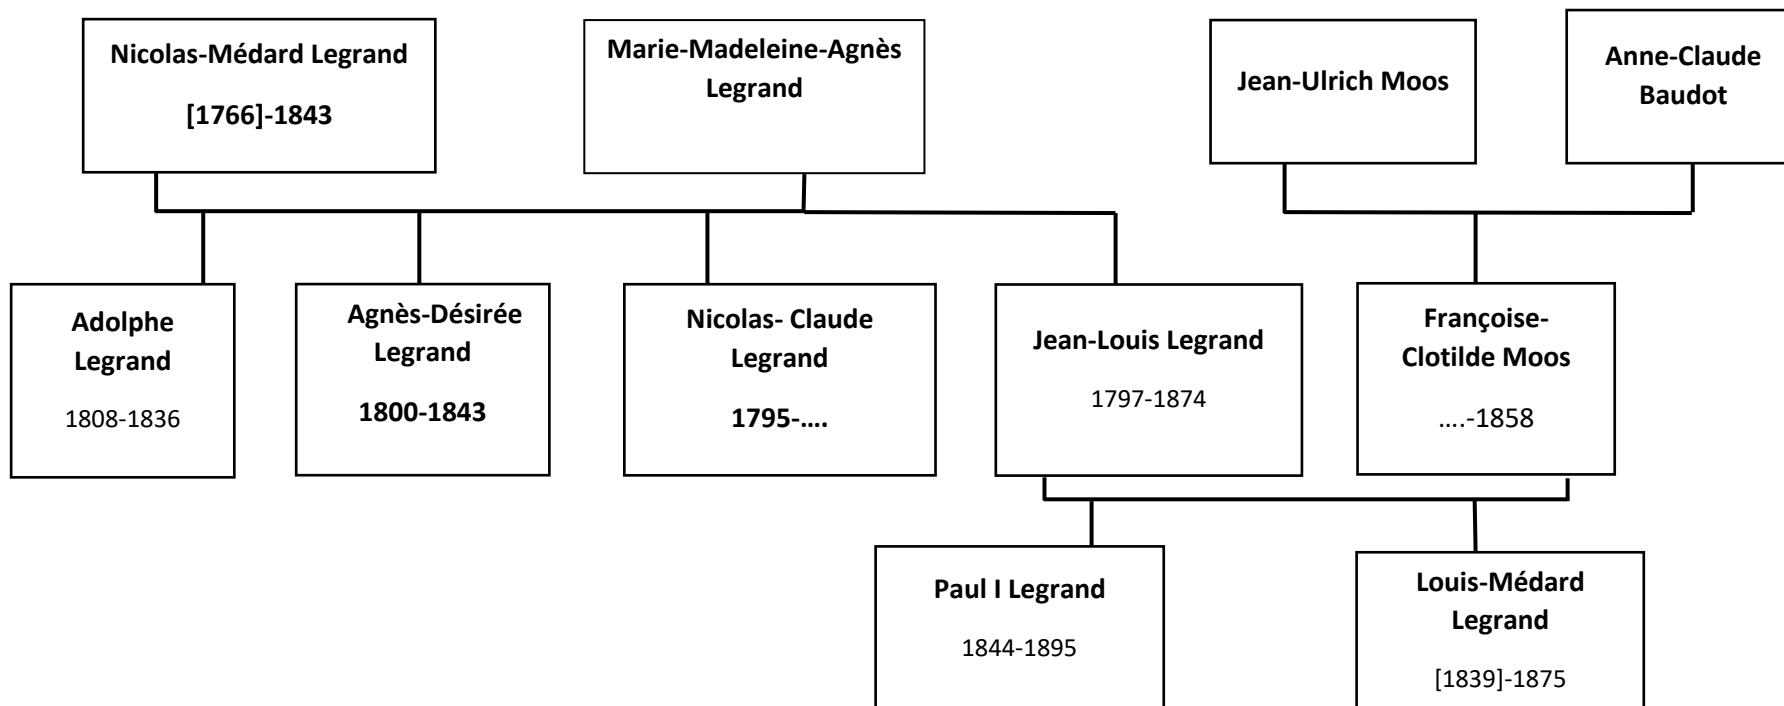 Nicolas-Médard Legrand
[1766]-1843
Marie-Madeleine-Agnès
Legrand
Jean-Ulrich Moos
Anne-Claude
Baudot
Adolphe
Legrand
1808-1836
Agnès-Désirée
Legrand
1800-1843
Nicolas- Claude
Legrand
1795-....
Jean-Louis Legrand
1797-1874
Françoise-
Clotilde Moos
....-1858
Paul I Legrand
1844-1895
Louis-Médard
Legrand
[1839]-1875